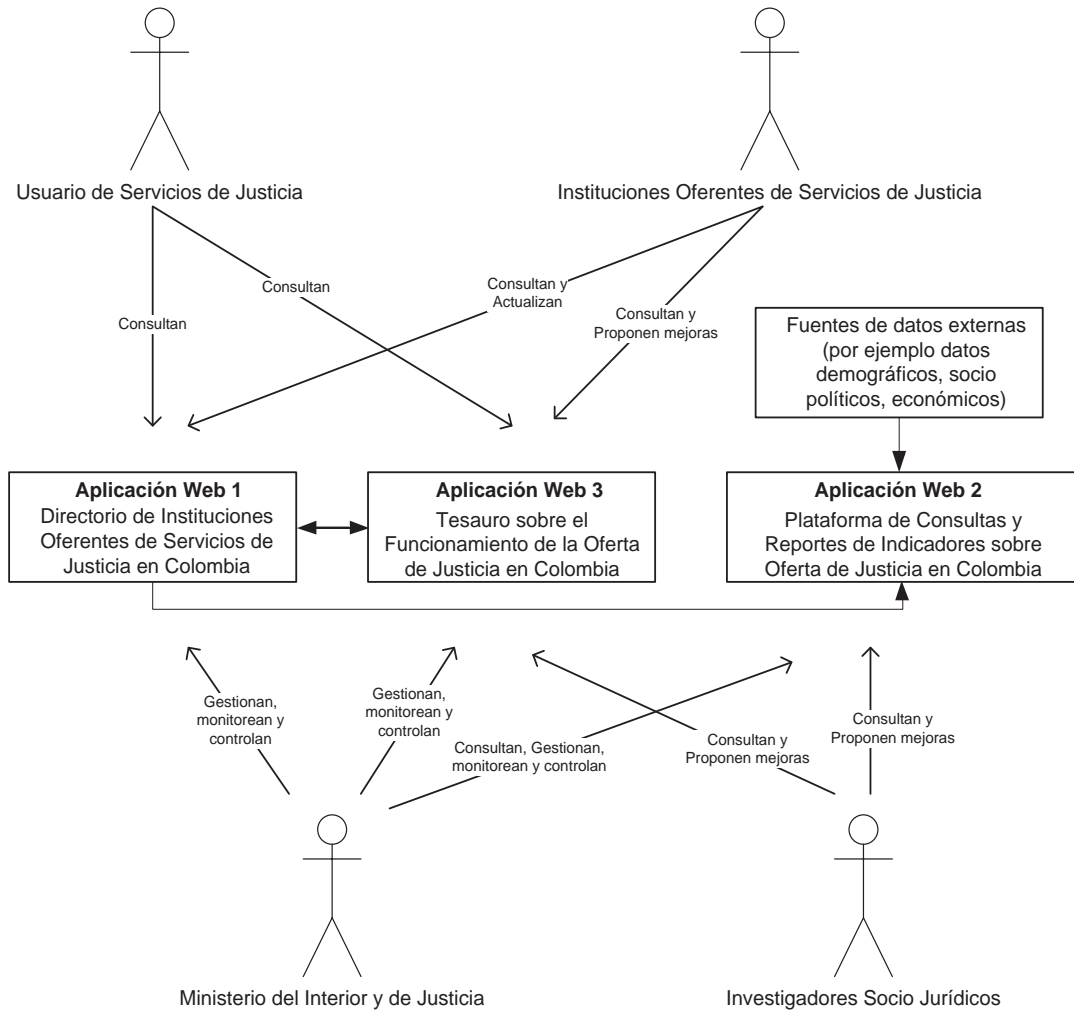 Usuario de Servicios de Justicia
Instituciones Oferentes de Servicios de Justicia
Consultan
Consultan
Consultan y
Actualizan
Consultan y
Proponen mejoras
Fuentes de datos externas
(por ejemplo datos
demográficos, socio
políticos, económicos)
Aplicación Web 1
Directorio de Instituciones
Oferentes de Servicios de
Justicia en Colombia
Aplicación Web 3
Tesauro sobre el
Funcionamiento de la Oferta
de Justicia en Colombia
Aplicación Web 2
Plataforma de Consultas y
Reportes de Indicadores sobre
Oferta de Justicia en Colombia
Gestionan,
monitorean y
controlan
Gestionan,
monitorean y
controlan
Consultan, Gestionan,
monitorean y controlan
Consultan y
Proponen mejoras
Consultan y
Proponen mejoras
Ministerio del Interior y de Justicia
Investigadores Socio Jurídicos